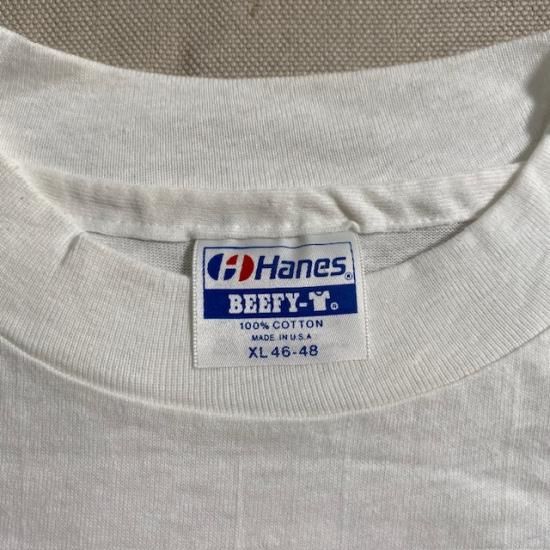 Hanes®
BEEFY-T®
100% COTTON
MADE IN U.S.A
XL 46-48